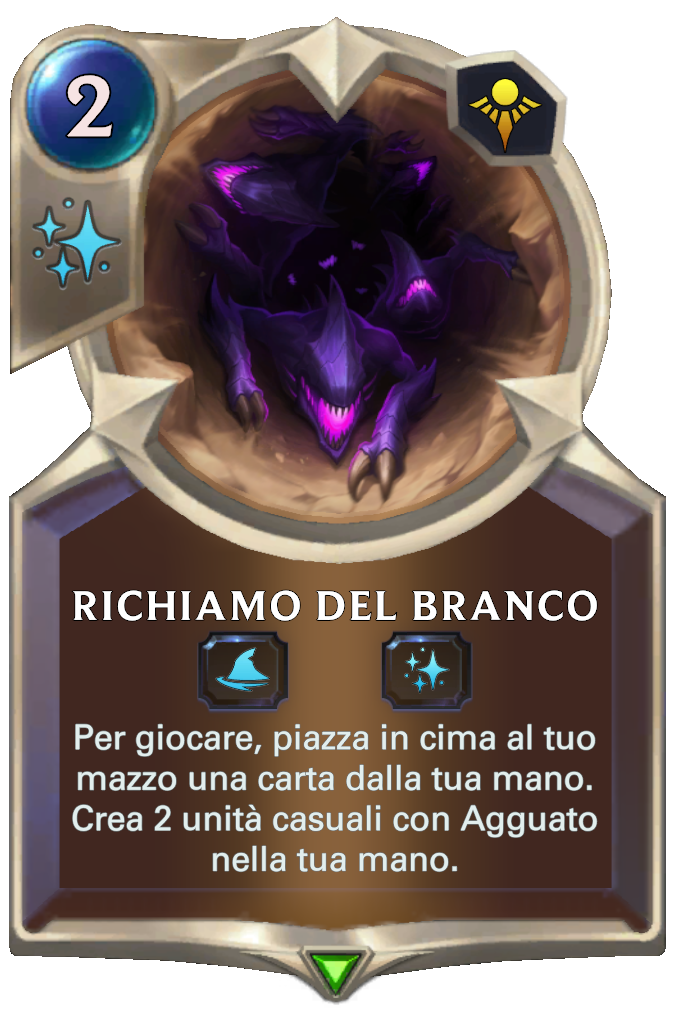 2
RICHIAMO DEL BRANCO
Per giocare, piazza in cima al tuo
mazzo una carta dalla tua mano.
Crea 2 unità casuali con Agguato
nella tua mano.